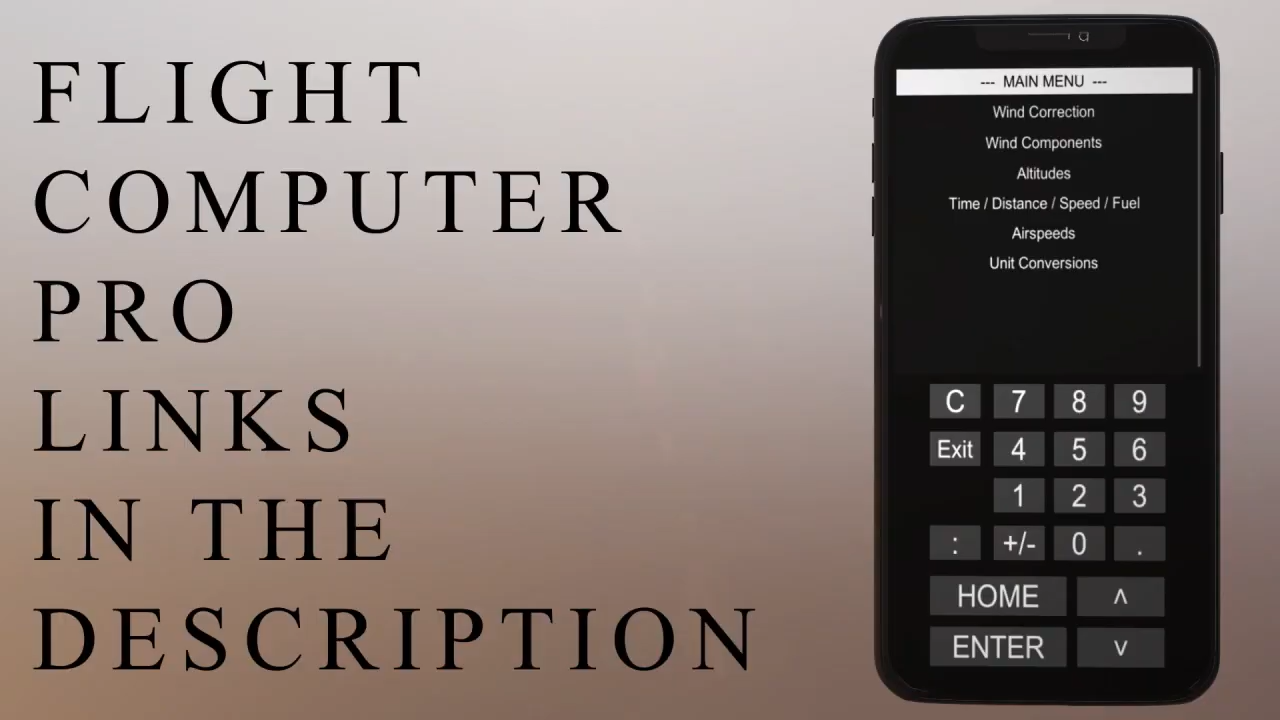 FLIGHT
COMPUTER
PRO
LINKS
IN THE
DESCRIPTION
--- MAIN MENU ---
Wind Correction
Wind Components
Altitudes
Time / Distance / Speed / Fuel
Airspeeds
Unit Conversions
C 7 8 9
Exit 4 5 6
1 2 3
: +/- 0 .
HOME ˄
ENTER ˅